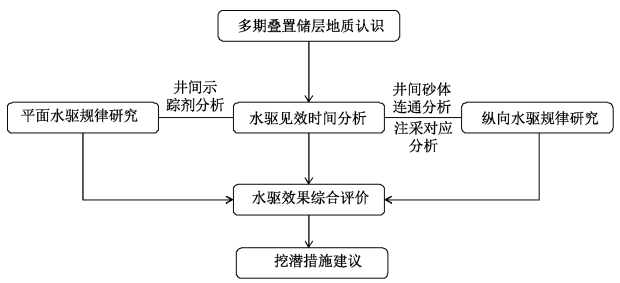 多期叠置储层地质认识
井间示
踪剂分析
井间砂体
连通分析
平面水驱规律研究
水驱见效时间分析
纵向水驱规律研究
注采对应
分析
水驱效果综合评价
挖潜措施建议